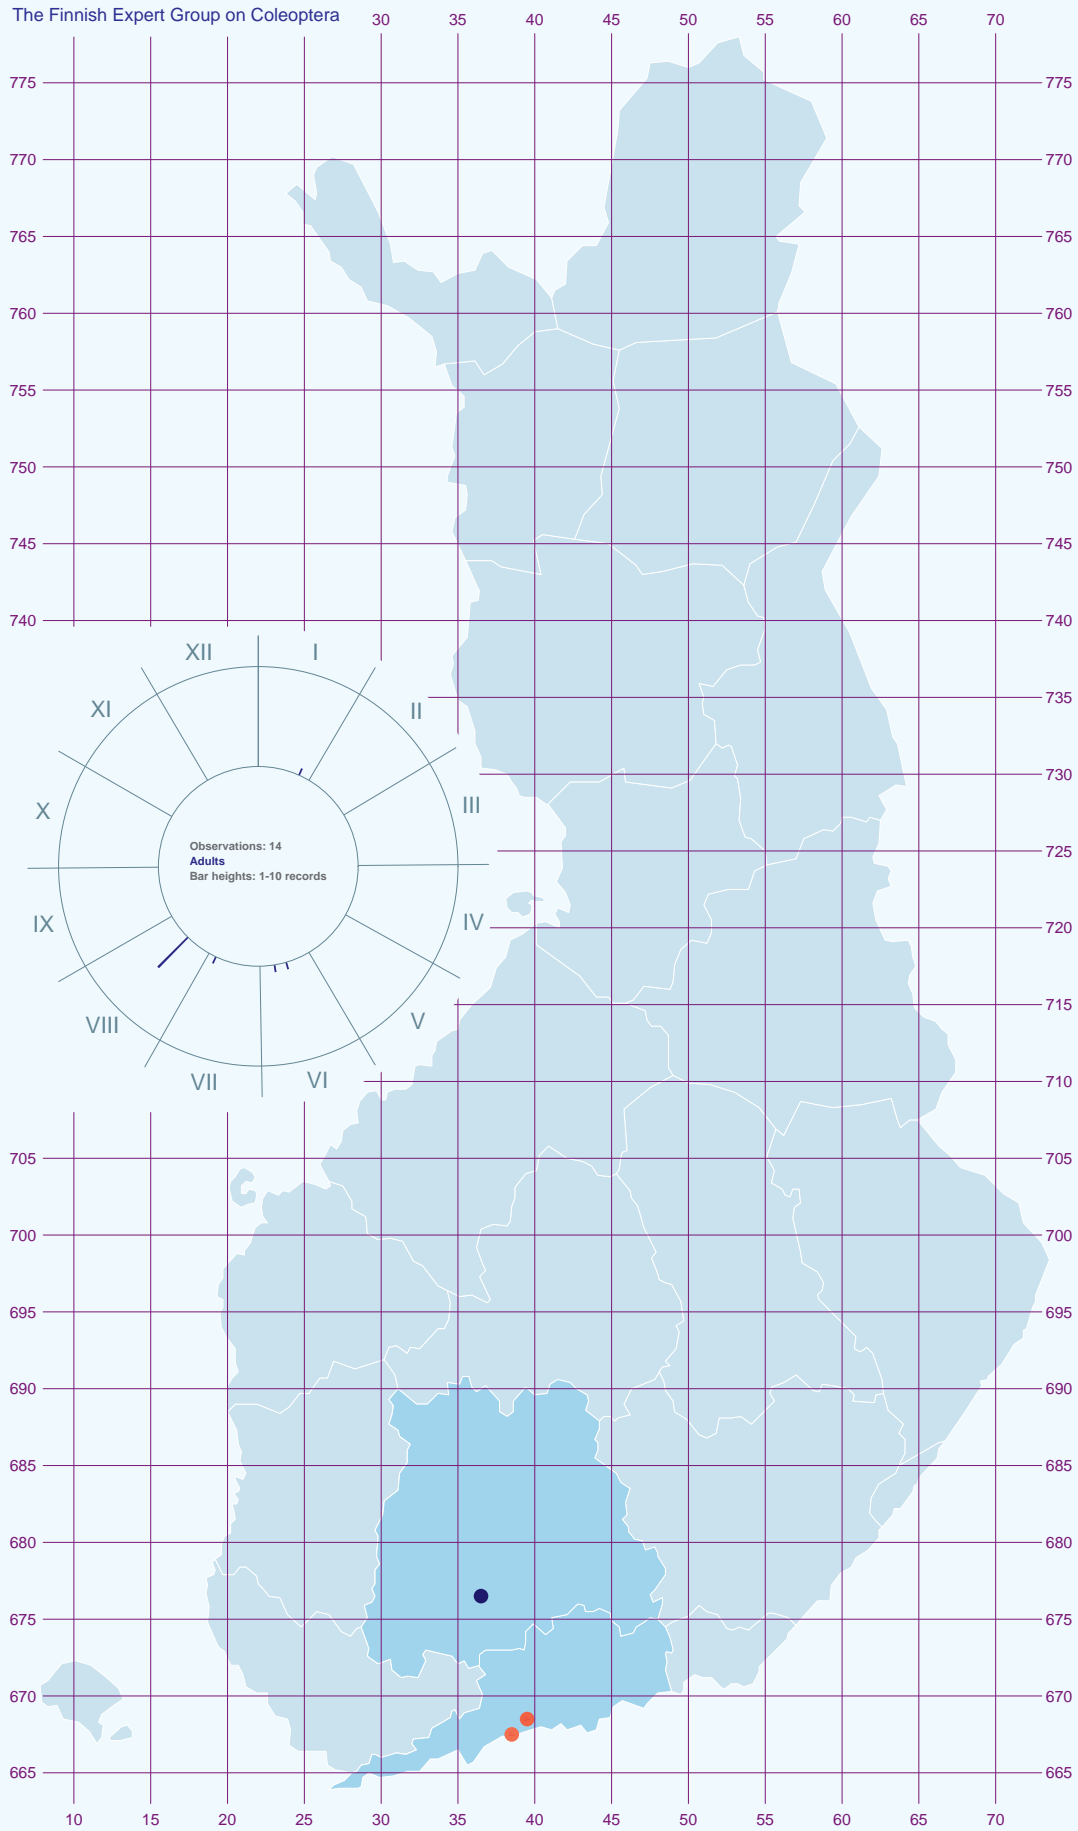 The Finnish Expert Group on Coleoptera 30 35 40 45 50 55 60 65 70
775 775
770 770
765 765
760 760
755 755
750 750
745 745
740 740
XII I
XI II
735
730
X III
725
Observations: 14
Adults
Bar heights: 1-10 records
IX IV
720
715
VIII V
VII VI
710
705 705
700 700
695 695
690 690
685 685
680 680
675 675
670 670
665 665
10 15 20 25 30 35 40 45 50 55 60 65 70